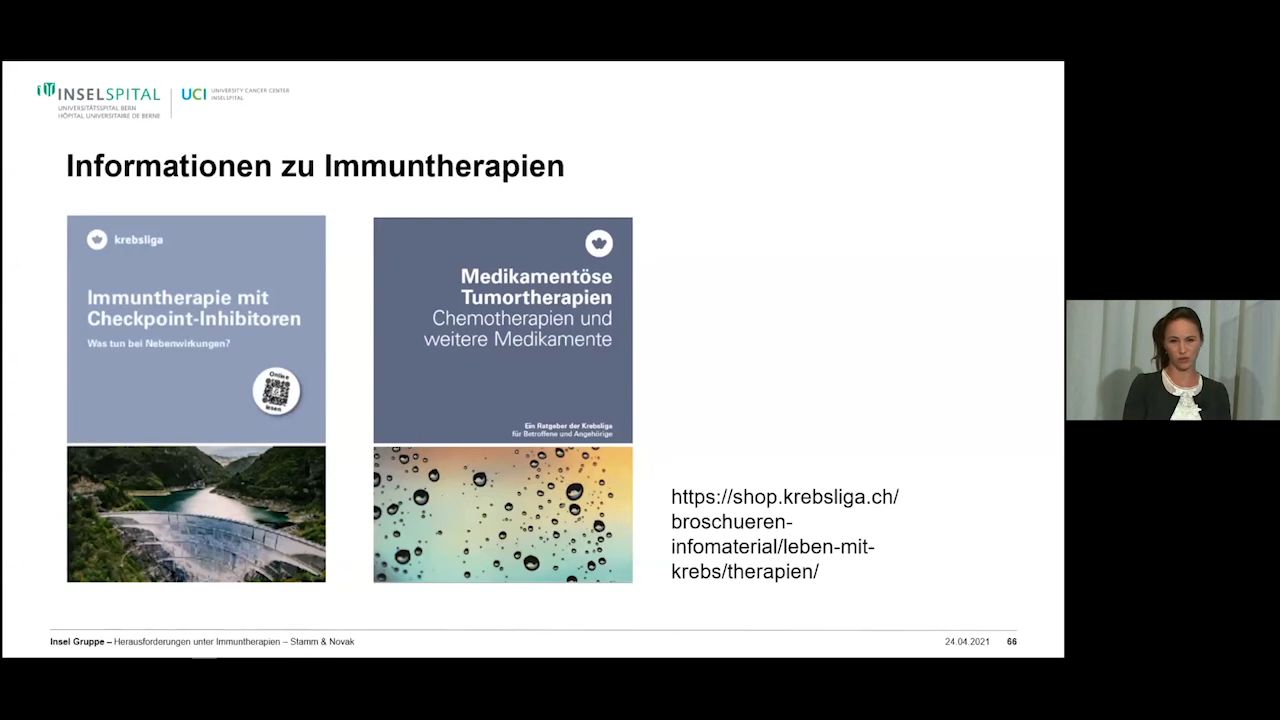 INSELSPITAL
UNIVERSITÄTSSPITAL BERN
HÔPITAL UNIVERSITAIRE DE BERNE
UCI
UNIVERSITY CANCER CENTER
INSELSPITAL
Informationen zu Immuntherapien
krebsliga
Immuntherapie mit
Checkpoint-Inhibitoren
Was tun bei Nebenwirkungen?
Online
lesen
Medikamentöse
Tumortherapien
Chemotherapien und
weitere Medikamente
Ein Ratgeber der Krebsliga
für Betroffene und Angehörige
https://shop.krebsliga.ch/
broschueren-
infomaterial/leben-mit-
krebs/therapien/
Insel Gruppe – Herausforderungen unter Immuntherapien – Stamm & Novak
24.04.2021 66